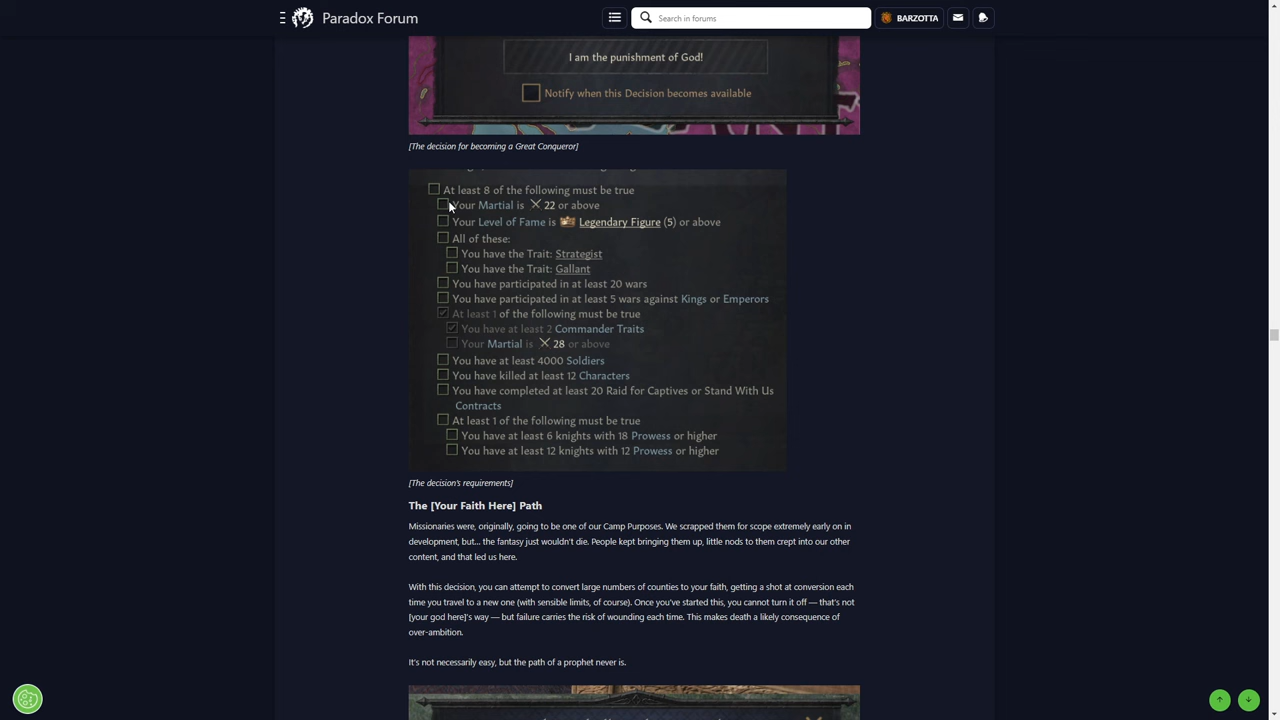 Paradox Forum
Search in forums
BARZOTTA
I am the punishment of God!
Notify when this Decision becomes available
[The decision for becoming a Great Conqueror]
At least 8 of the following must be true
Your Martial is 22 or above
Your Level of Fame is Legendary Figure (5) or above
All of these:
You have the Trait: Strategist
You have the Trait: Gallant
You have participated in at least 20 wars
You have participated in at least 5 wars against Kings or Emperors
At least 1 of the following must be true
You have at least 2 Commander Traits
Your Martial is 28 or above
You have at least 4000 Soldiers
You have killed at least 12 Characters
You have completed at least 20 Raid for Captives or Stand With Us
Contracts
At least 1 of the following must be true
You have at least 6 knights with 18 Prowess or higher
You have at least 12 knights with 12 Prowess or higher
[The decision's requirements]
The [Your Faith Here] Path
Missionaries were, originally, going to be one of our Camp Purposes. We scrapped them for scope extremely early on in
development, but... the fantasy just wouldn't die. People kept bringing them up, little nods to them crept into our other
content, and that led us here.
With this decision, you can attempt to convert large numbers of counties to your faith, getting a shot at conversion each
time you travel to a new one (with sensible limits, of course). Once you've started this, you cannot turn it off — that's not
[your god here]'s way — but failure carries the risk of wounding each time. This makes death a likely consequence of
over-ambition.
It's not necessarily easy, but the path of a prophet never is.